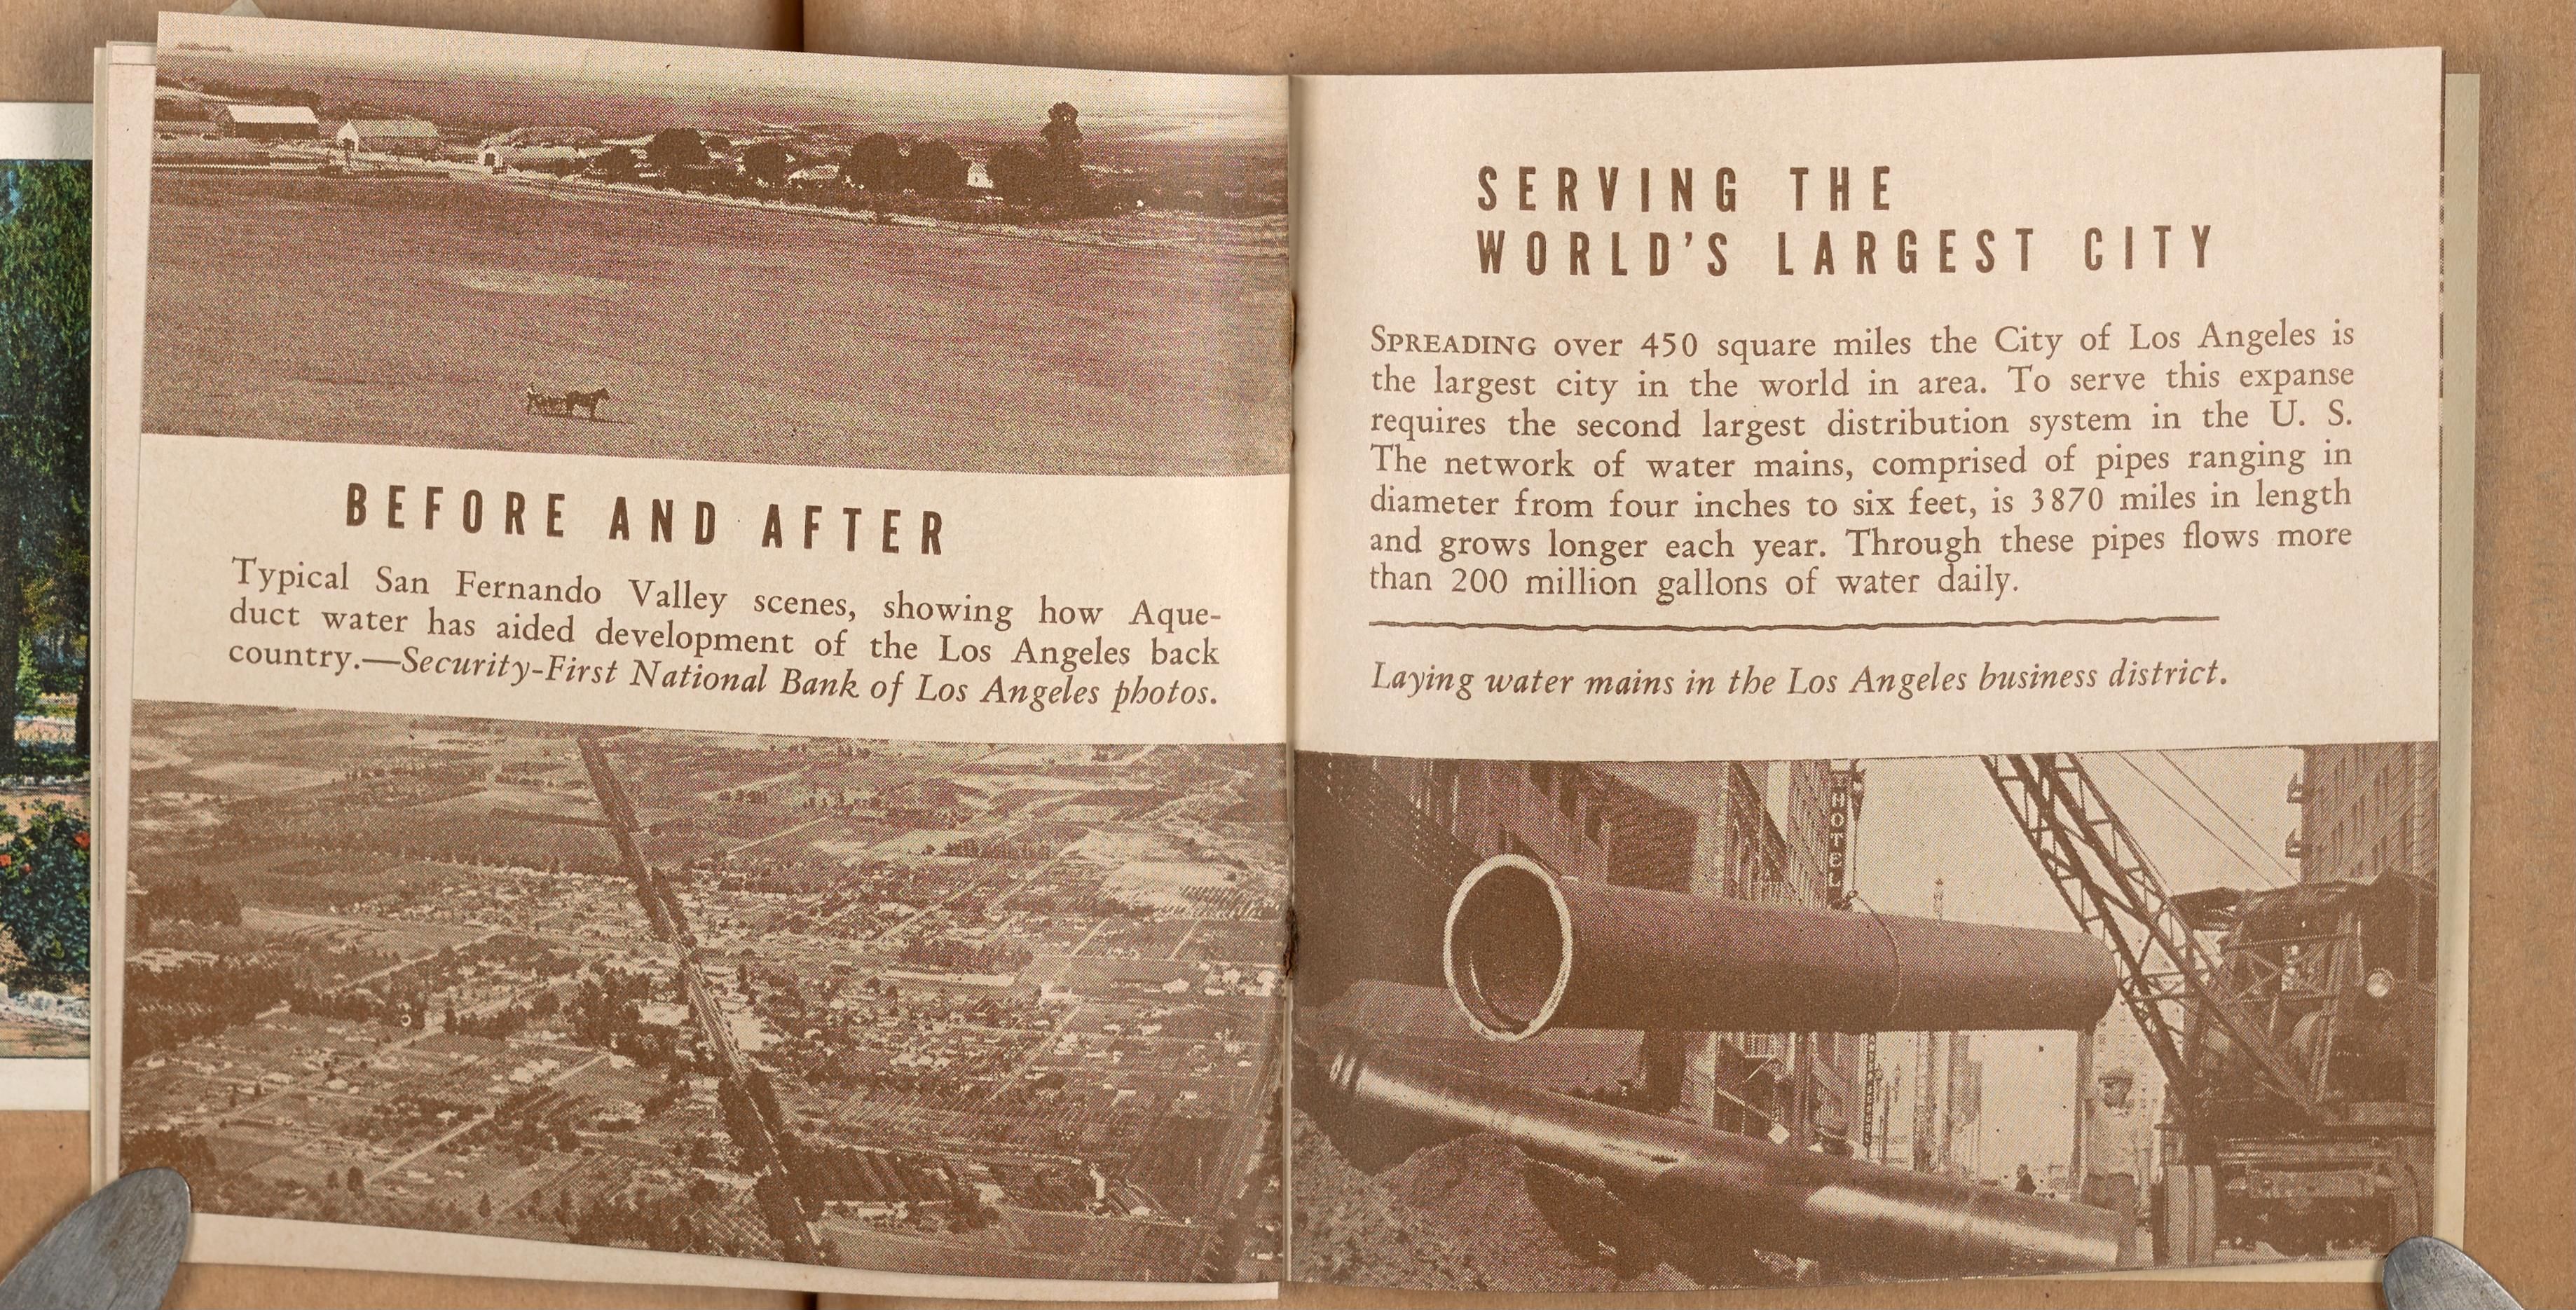 BEFORE AND AFTER
Typical San Fernando Valley scenes, showing how Aque-
duct water has aided development of the Los Angeles back
country.—Security-First National Bank of Los Angeles photos.
SERVING THE
WORLD'S LARGEST CITY
SPREADING over 450 square miles the City of Los Angeles is
the largest city in the world in area. To serve this expanse
requires the second largest distribution system in the U. S.
The network of water mains, comprised of pipes ranging in
diameter from four inches to six feet, is 3870 miles in length
and grows longer each year. Through these pipes flows more
than 200 million gallons of water daily.
Laying water mains in the Los Angeles business district.
HOTEL